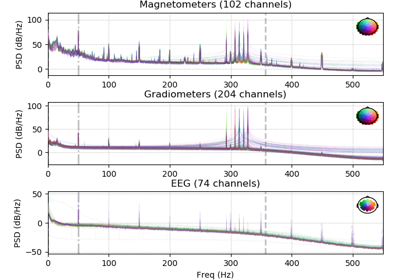 Magnetometers (102 channels)
100
50
0
PSD (dB/Hz)
0 100 200 300 400 500
Gradiometers (204 channels)
100
50
0
PSD (dB/Hz)
0 100 200 300 400 500
EEG (74 channels)
50
0
−50
PSD (dB/Hz)
0 100 200 300 400 500
Freq (Hz)